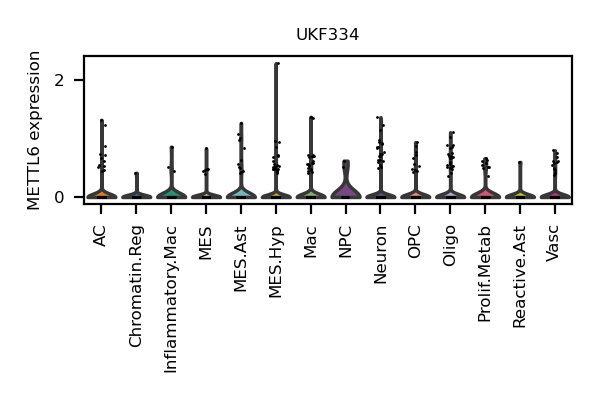 UKF334
METTL6 expression
2
0
AC
Chromatin.Reg
Inflammatory.Mac
MES
MES.Ast
MES.Hyp
Mac
NPC
Neuron
OPC
Oligo
Prolif.Metab
Reactive.Ast
Vasc